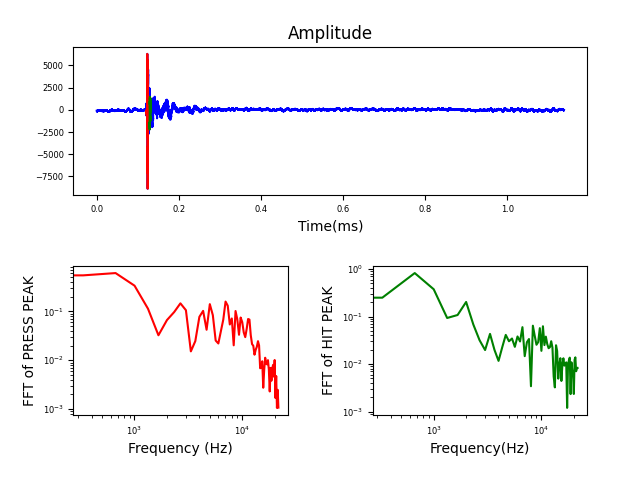 Amplitude
5000
2500
0
−2500
−5000
−7500
0.0 0.2 0.4 0.6 0.8 1.0
Time(ms)
FFT of PRESS PEAK
10⁻¹
10⁻²
10⁻³
10³ 10⁴
Frequency (Hz)
FFT of HIT PEAK
10⁰
10⁻¹
10⁻²
10⁻³
10³ 10⁴
Frequency(Hz)